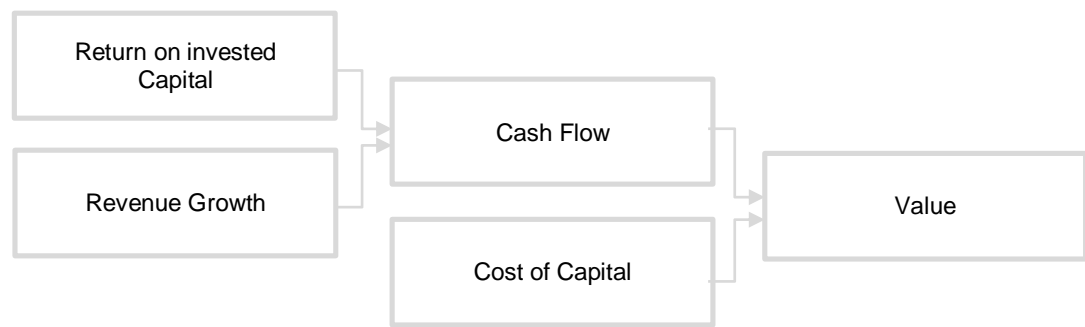 Return on invested
Capital
Cash Flow
Revenue Growth
Value
Cost of Capital